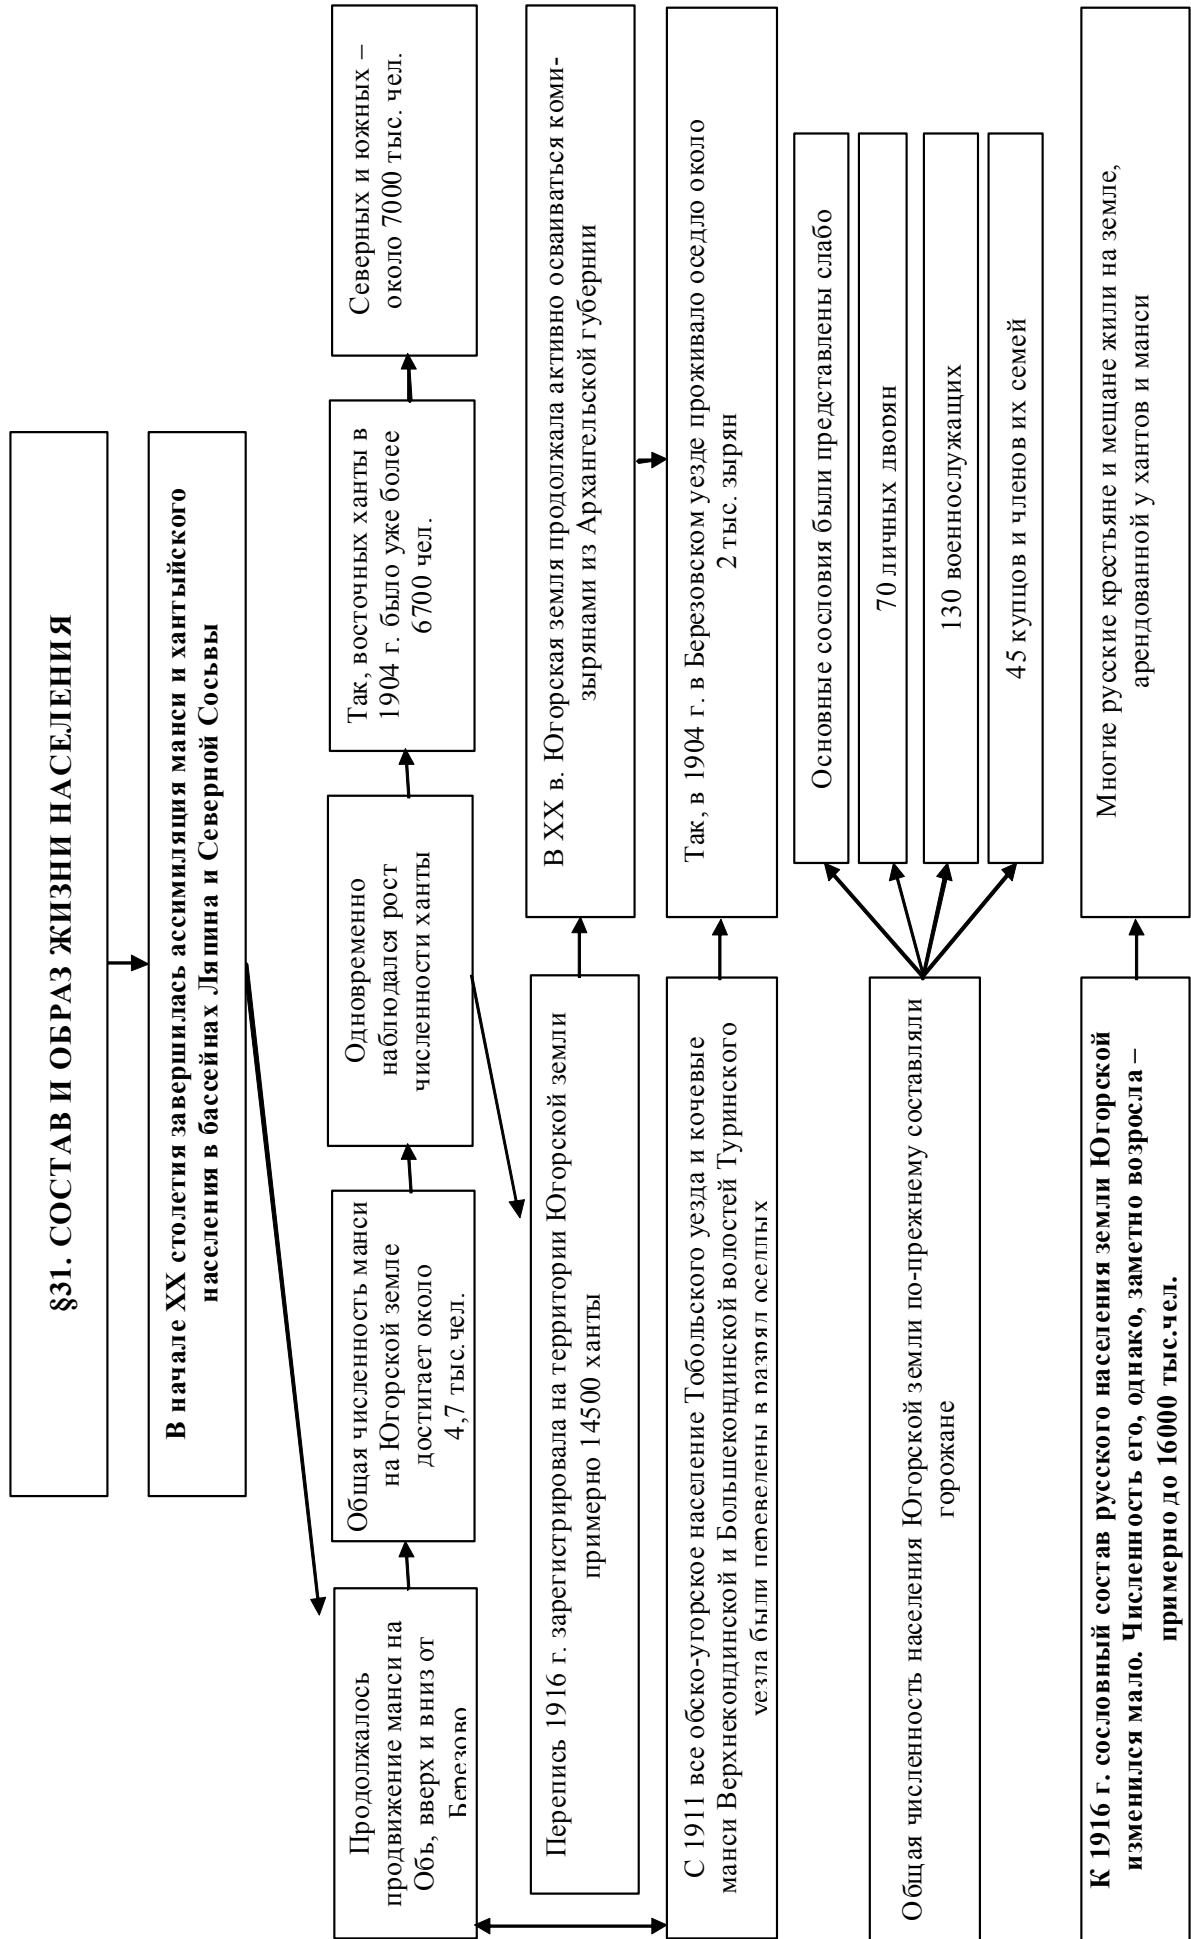 §31. СОСТАВ И ОБРАЗ ЖИЗНИ НАСЕЛЕНИЯ
В начале XX столетия завершилась ассимиляция манси и хантыйского
населения в бассейнах Ляпина и Северной Сосьвы
Продолжалось
продвижение манси на
Обь, вверх и вниз от
Березово
Общая численность манси
на Югорской земле
достигает около
4,7 тыс.чел.
Одновременно
наблюдался рост
численности ханты
Так, восточных ханты в
1904 г. было уже более
6700 чел.
Северных и южных –
около 7000 тыс. чел.
Перепись 1916 г. зарегистрировала на территории Югорской земли
примерно 14500 ханты
В XX в. Югорская земля продолжала активно осваиваться коми-
зырянами из Архангельской губернии
С 1911 все обско-угорское население Тобольского уезда и кочевые
манси Верхнекондинской и Большекондинской волостей Туринского
уезда были переведены в разряд оседлых
Так, в 1904 г. в Березовском уезде проживало оседло около
2 тыс. зырян
Общая численность населения Югорской земли по-прежнему составляли
горожане
Основные сословия были представлены слабо
70 личных дворян
130 военнослужащих
45 купцов и членов их семей
К 1916 г. сословный состав русского населения земли Югорской
изменился мало. Численность его, однако, заметно возросла –
примерно до 16000 тыс.чел.
Многие русские крестьяне и мещане жили на земле,
арендованной у хантов и манси